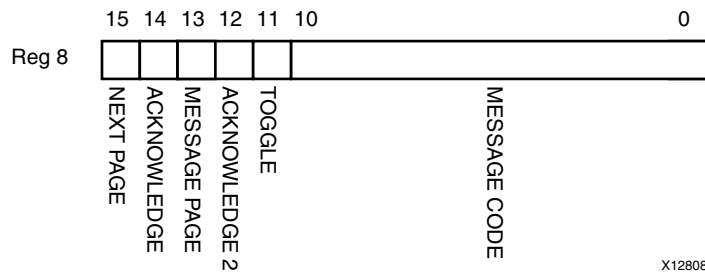 15 14 13 12 11 10 0
Reg 8
NEXT PAGE
ACKNOWLEDGE
MESSAGE PAGE
ACKNOWLEDGE 2
TOGGLE
MESSAGE CODE
X12808